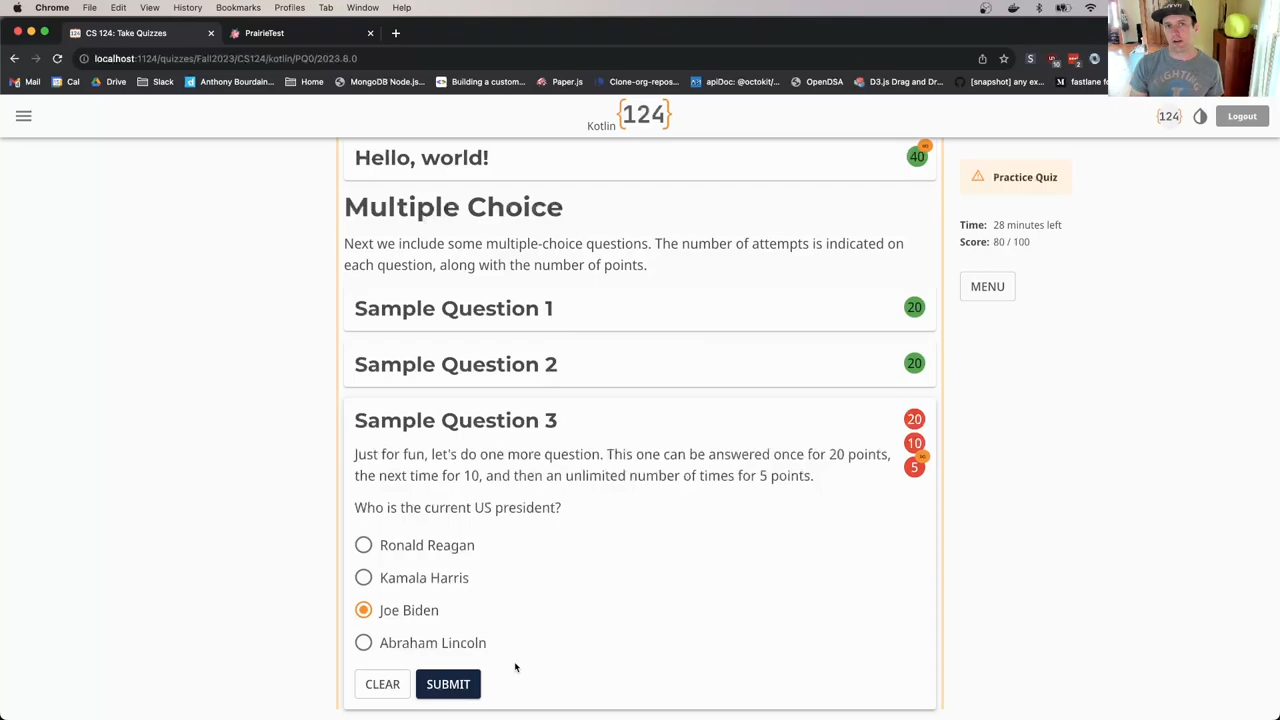 Chrome File Edit View History Bookmarks Profiles Tab Window Help
CS 124: Take Quizzes
PrairieTest
localhost:1124/quizzes/Fall2023/CS124/kotlin/PQ0/2023.8.0
Mail Cal Drive Slack Anthony Bourdain... Home MongoDB Node.js... Building a custom... Paper.js Clone-org-repos... apiDoc: @octokit/... OpenDSA D3.js Drag and Dr... [snapshot] any ex... fastlane
Kotlin {124}
{124}
Logout
Hello, world!
40
∞
Practice Quiz
Multiple Choice
Time: 28 minutes left
Score: 80 / 100
Next we include some multiple-choice questions. The number of attempts is indicated on
each question, along with the number of points.
MENU
Sample Question 1
20
Sample Question 2
20
Sample Question 3
20
10
5
∞
Just for fun, let's do one more question. This one can be answered once for 20 points,
the next time for 10, and then an unlimited number of times for 5 points.
Who is the current US president?
Ronald Reagan
Kamala Harris
Joe Biden
Abraham Lincoln
CLEAR
SUBMIT